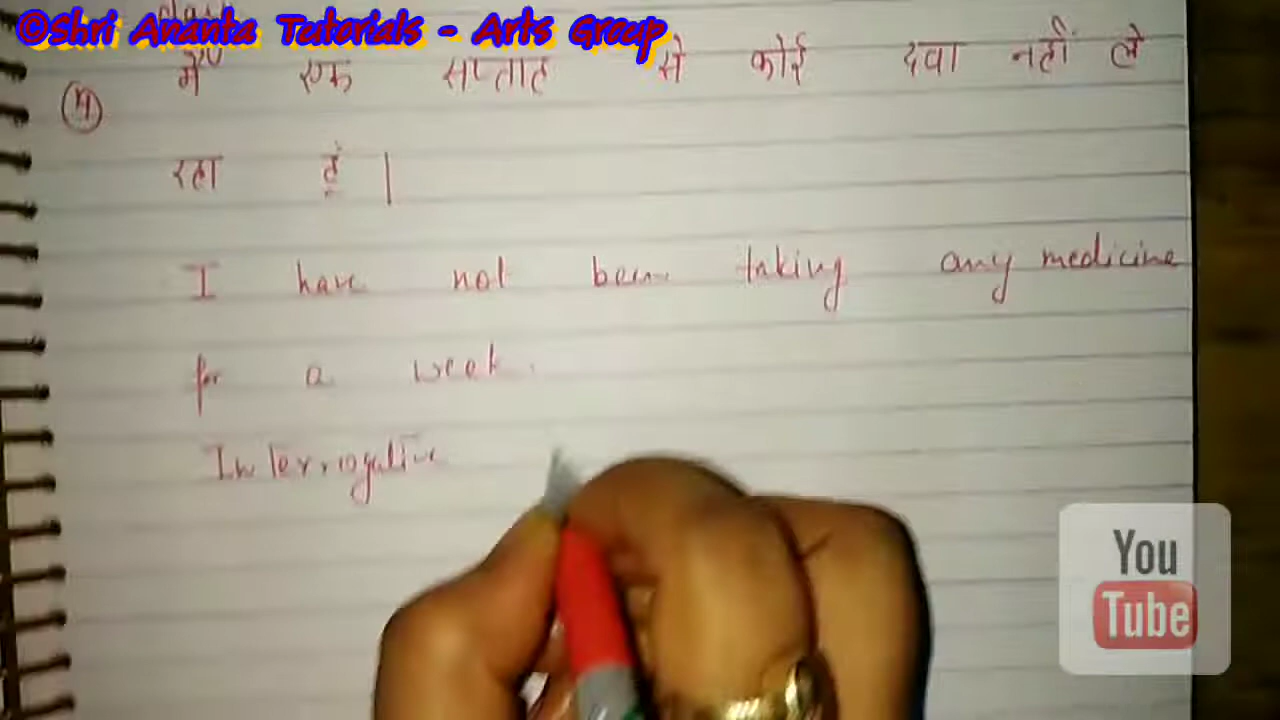 ©Shri Ananta Tutorials - Arts Group
④ मैं एक सप्ताह से कोई दवा नहीं ले
रहा हूं |
I have not been taking any medicine
for a week.
Interrogative
You
Tube